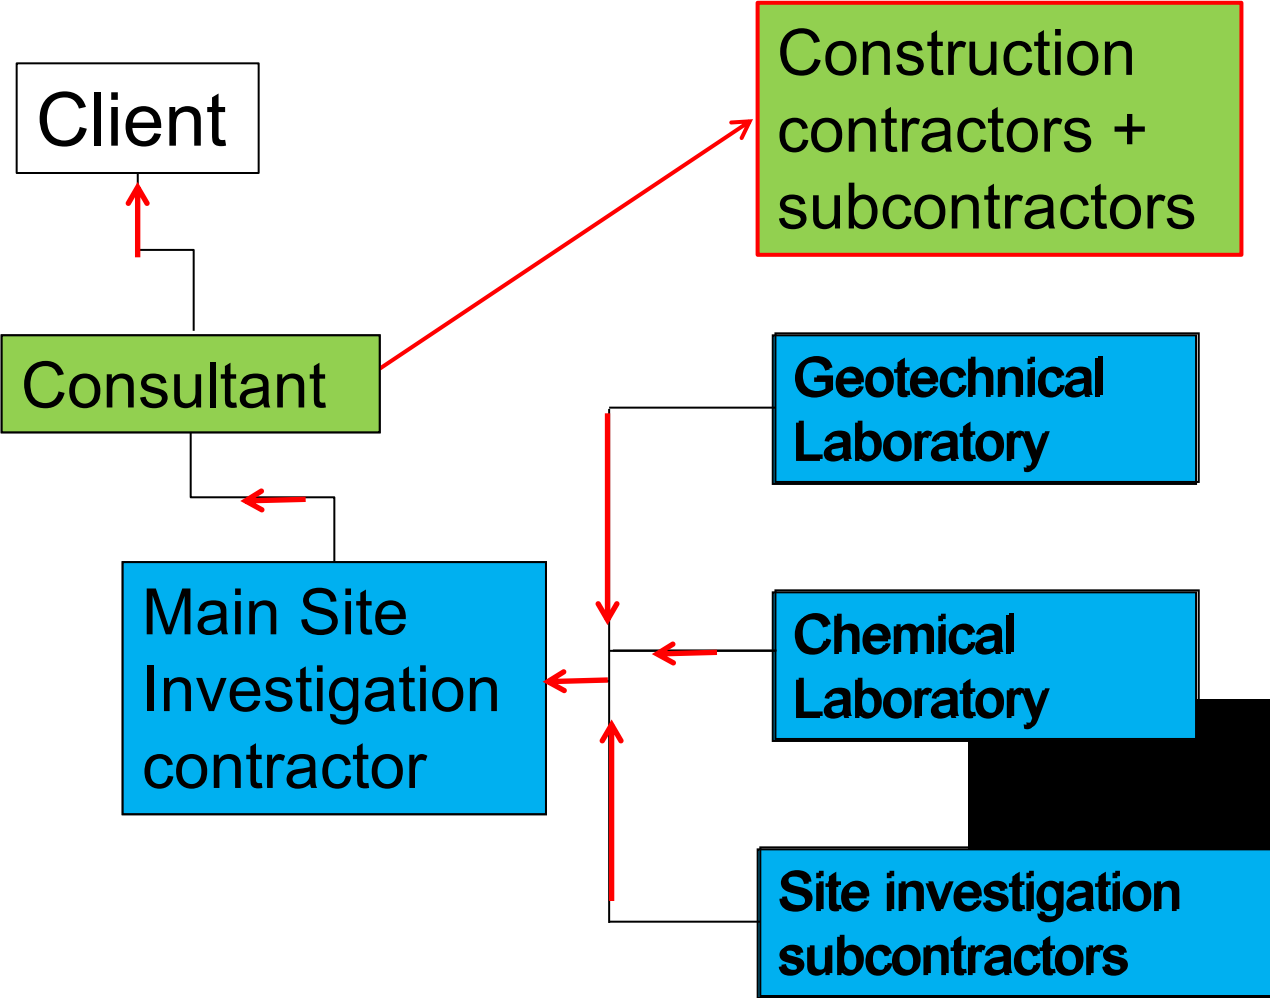 Client
Construction
contractors +
subcontractors
Consultant
Geotechnical
Laboratory
Main Site
Investigation
contractor
Chemical
Laboratory
Site investigation
subcontractors